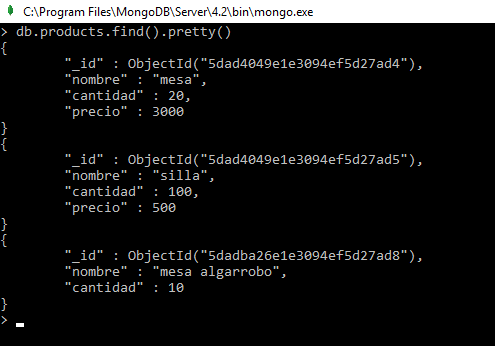 C:\Program Files\MongoDB\Server\4.2\bin\mongo.exe
> db.products.find().pretty()
{
        "_id" : ObjectId("5dad4049e1e3094ef5d27ad4"),
        "nombre" : "mesa",
        "cantidad" : 20,
        "precio" : 3000
}
{
        "_id" : ObjectId("5dad4049e1e3094ef5d27ad5"),
        "nombre" : "silla",
        "cantidad" : 100,
        "precio" : 500
}
{
        "_id" : ObjectId("5dadba26e1e3094ef5d27ad8"),
        "nombre" : "mesa algarrobo",
        "cantidad" : 10
}
>